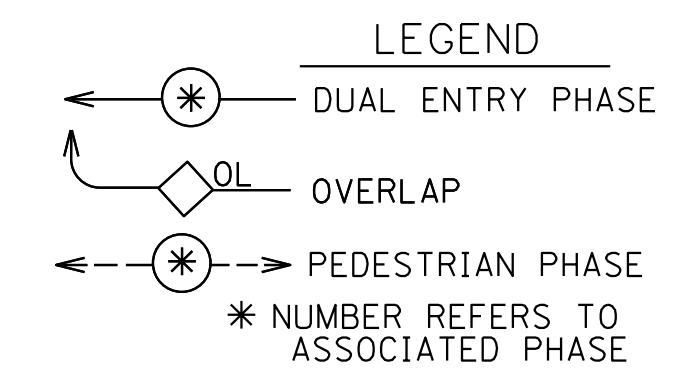 LEGEND
* DUAL ENTRY PHASE
OL OVERLAP
* PEDESTRIAN PHASE
* NUMBER REFERS TO
ASSOCIATED PHASE